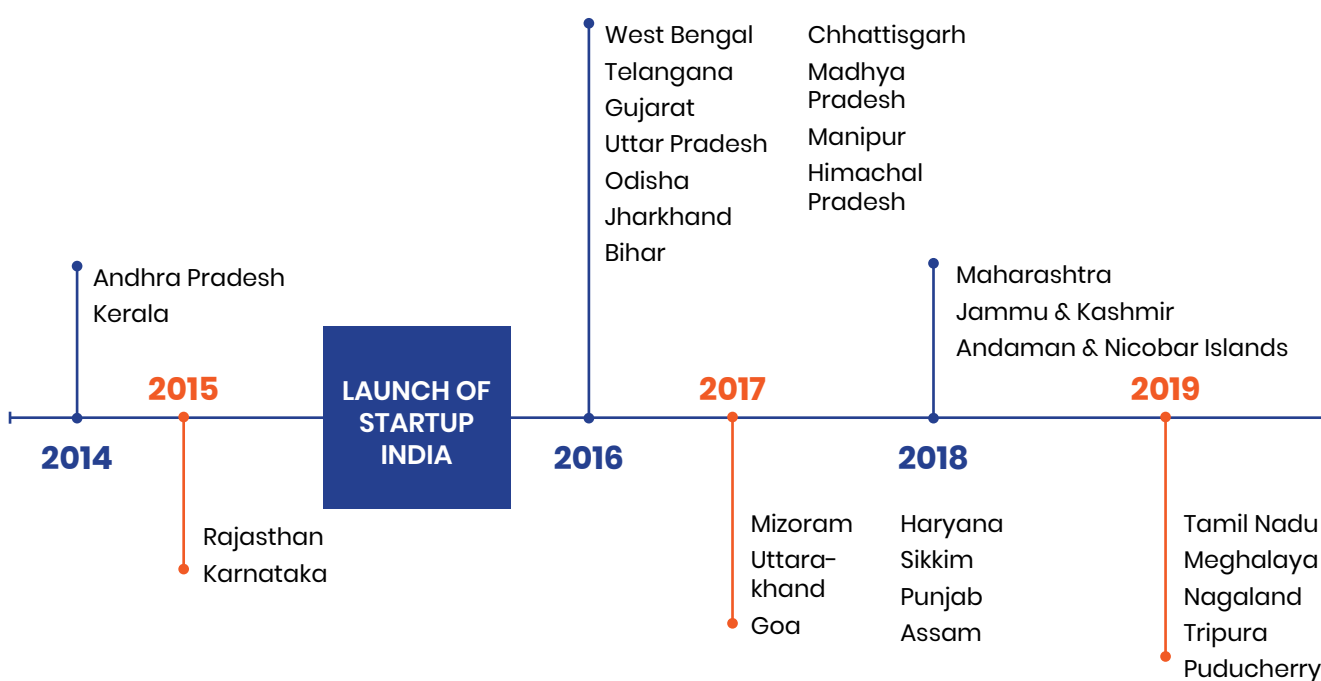 West Bengal
Telangana
Gujarat
Uttar Pradesh
Odisha
Jharkhand
Bihar
Chhattisgarh
Madhya
Pradesh
Manipur
Himachal
Pradesh
Andhra Pradesh
Kerala
Maharashtra
Jammu & Kashmir
Andaman & Nicobar Islands
2015
LAUNCH OF
STARTUP
INDIA
2017
2019
2014
2016
2018
Rajasthan
Karnataka
Mizoram
Uttara-
khand
Goa
Haryana
Sikkim
Punjab
Assam
Tamil Nadu
Meghalaya
Nagaland
Tripura
Puducherry